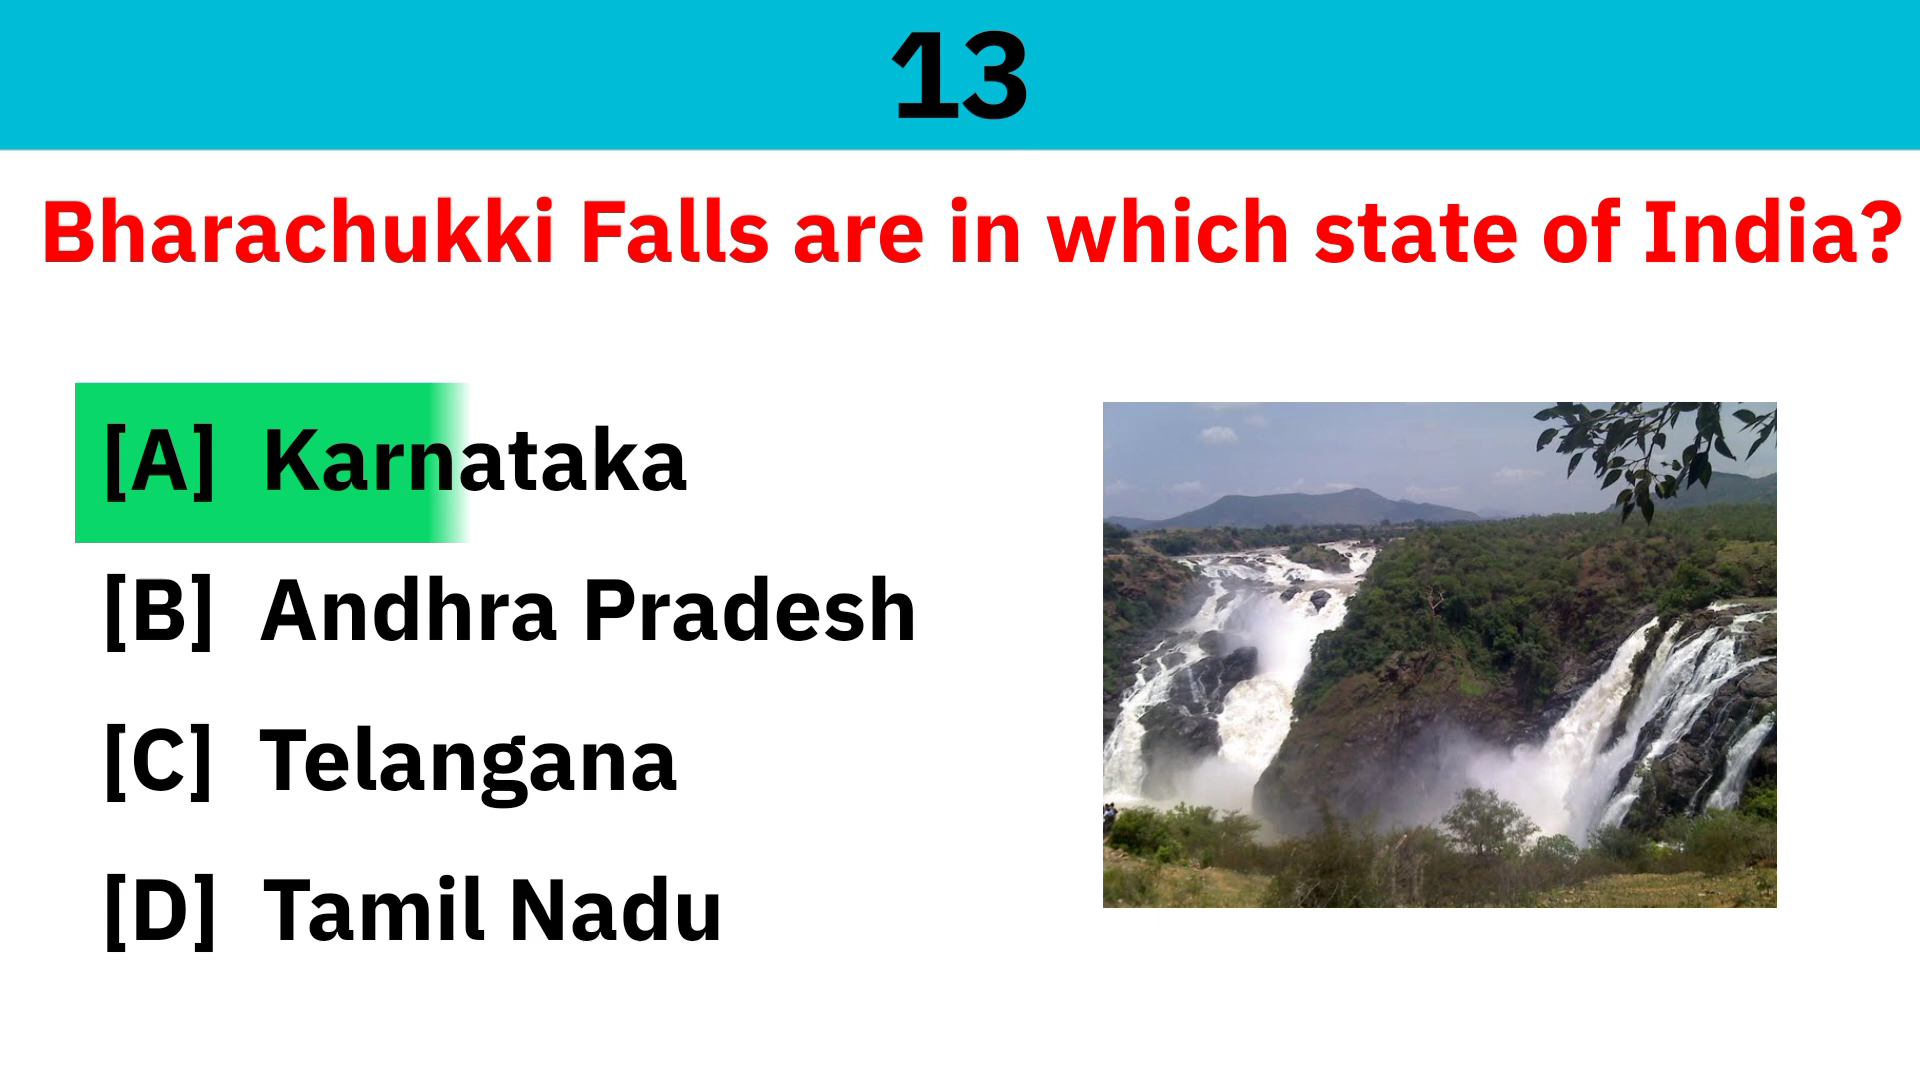 13
Bharachukki Falls are in which state of India?
[A] Karnataka
[B] Andhra Pradesh
[C] Telangana
[D] Tamil Nadu